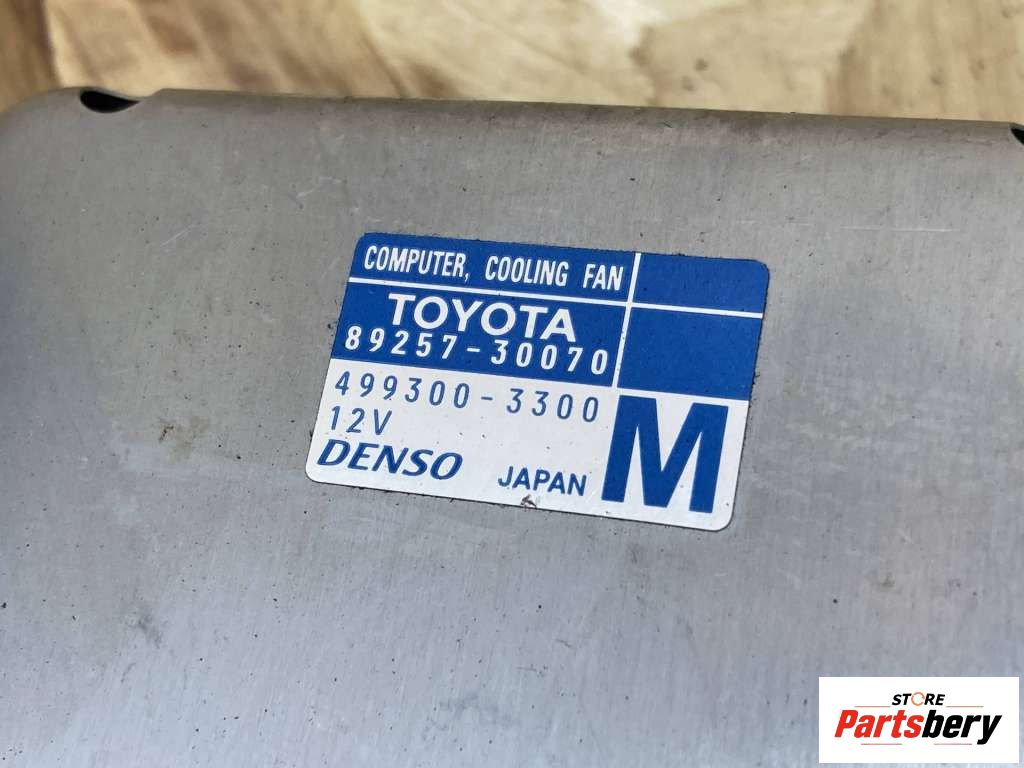 COMPUTER, COOLING FAN
TOYOTA
89257-30070
499300-3300
12V
DENSO JAPAN M
STORE
Partsbery